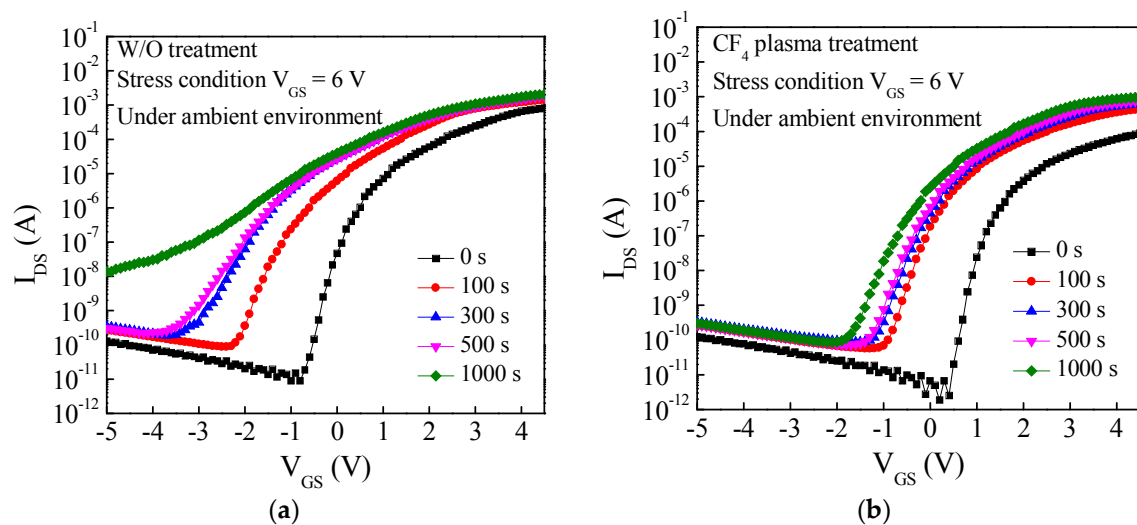 W/O treatment
Stress condition V_GS = 6 V
Under ambient environment
10^-1
10^-2
10^-3
10^-4
10^-5
10^-6
10^-7
10^-8
10^-9
10^-10
10^-11
10^-12
I_DS (A)
0 s
100 s
300 s
500 s
1000 s
-5 -4 -3 -2 -1 0 1 2 3 4
V_GS (V)
(a)
CF_4 plasma treatment
Stress condition V_GS = 6 V
Under ambient environment
10^-1
10^-2
10^-3
10^-4
10^-5
10^-6
10^-7
10^-8
10^-9
10^-10
10^-11
10^-12
I_DS (A)
0 s
100 s
300 s
500 s
1000 s
-5 -4 -3 -2 -1 0 1 2 3 4
V_GS (V)
(b)